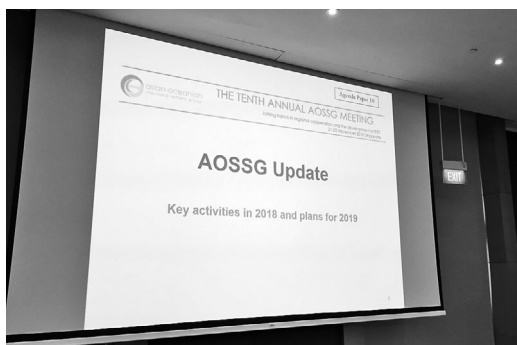 asian-oceanian
Agenda Paper 10
THE TENTH ANNUAL AOSSG MEETING
AOSSG Update
Key activities in 2018 and plans for 2019
EXIT